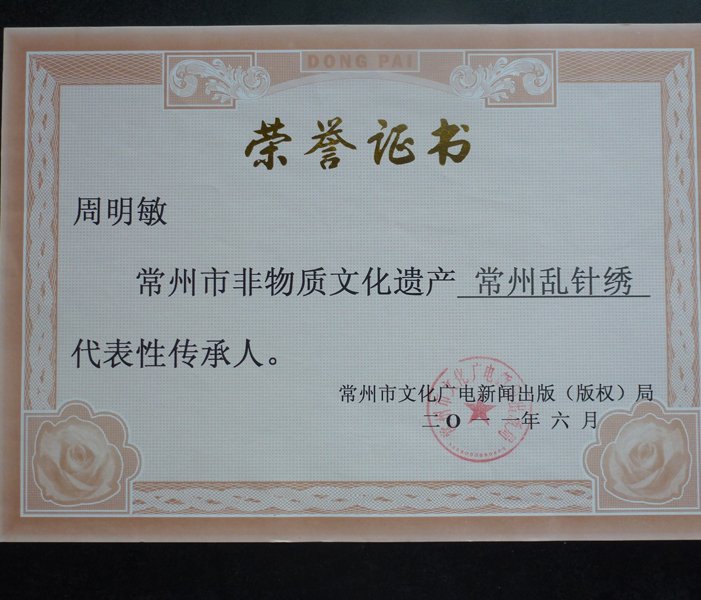 DONG PAI
荣誉证书
周明敏
常州市非物质文化遗产 常州乱针绣
代表性传承人。
常州市文化广电新闻出版（版权）局
二〇一一年 六 月